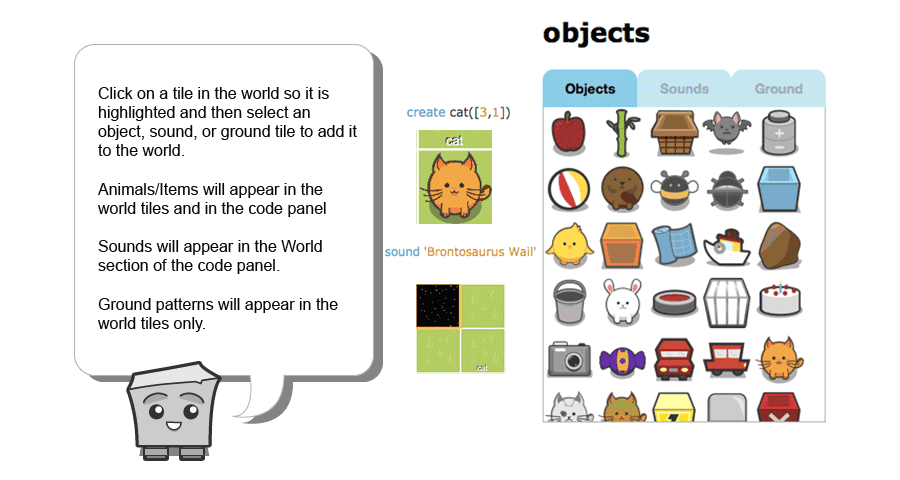 objects
Objects
Sounds
Ground
Click on a tile in the world so it is
highlighted and then select an
object, sound, or ground tile to add it
to the world.
Animals/Items will appear in the
world tiles and in the code panel
Sounds will appear in the World
section of the code panel.
Ground patterns will appear in the
world tiles only.
create cat([3,1])
cat
sound 'Brontosaurus Wail'
cat